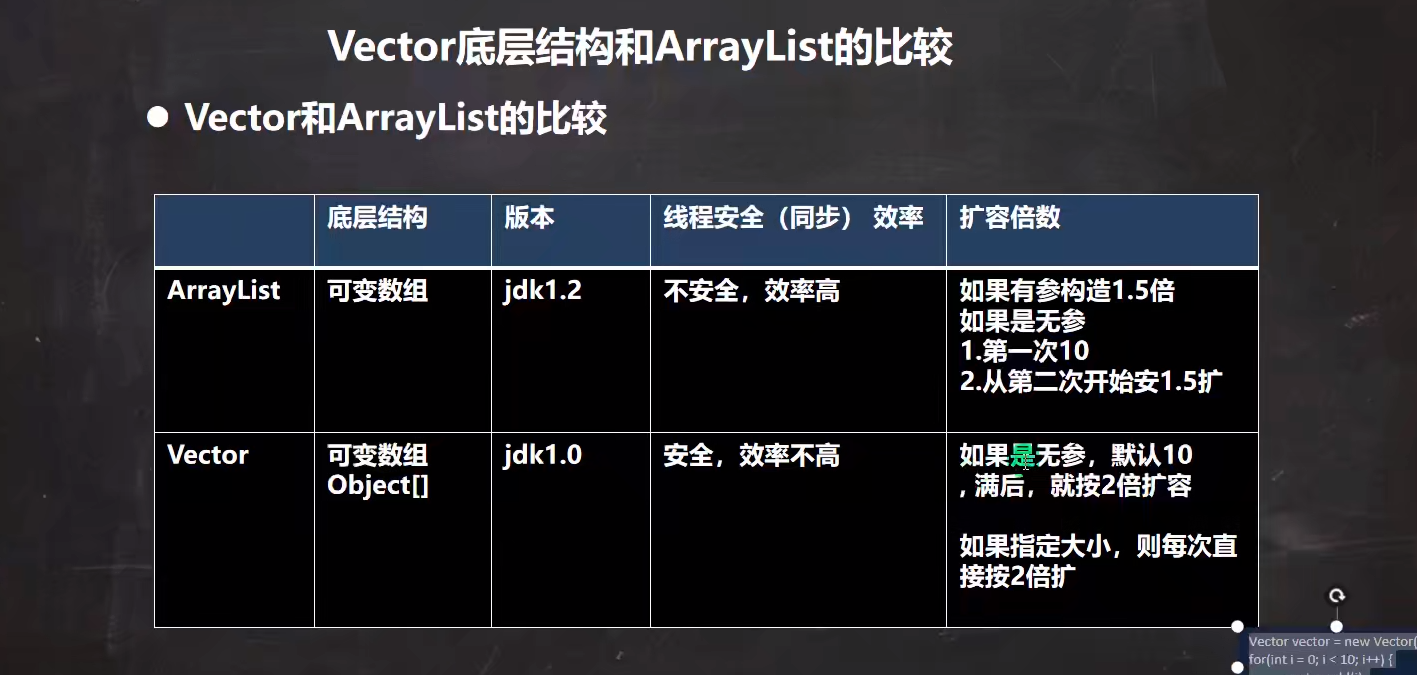 Vector底层结构和ArrayList的比较
● Vector和ArrayList的比较
底层结构
版本
线程安全（同步） 效率
扩容倍数
ArrayList
可变数组
jdk1.2
不安全，效率高
如果有参构造1.5倍
如果是无参
1.第一次10
2.从第二次开始安1.5扩
Vector
可变数组
Object[]
jdk1.0
安全，效率不高
如果是无参，默认10
, 满后，就按2倍扩容
如果指定大小，则每次直
接按2倍扩
Vector vector = new Vector(
for(int i = 0; i < 10; i++) {